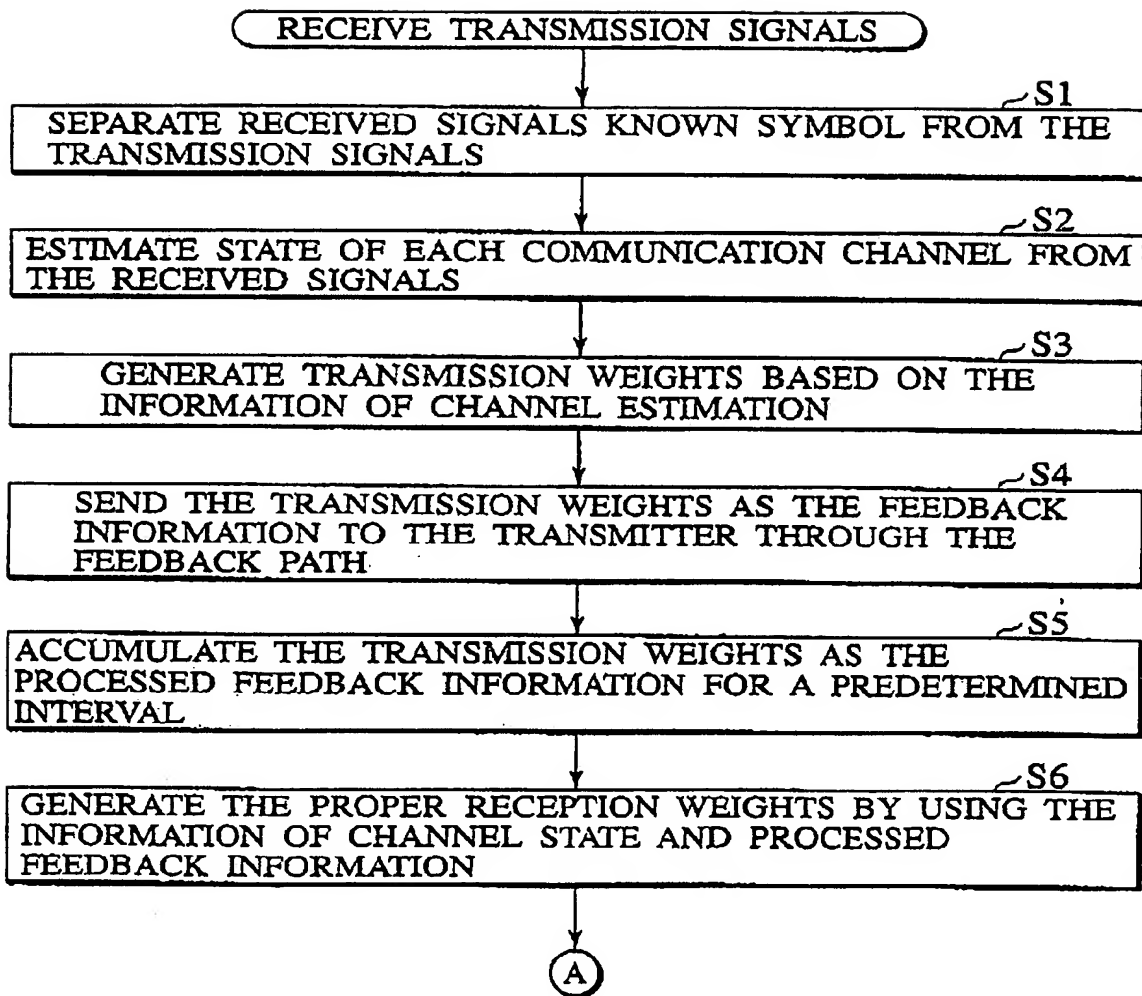 RECEIVE TRANSMISSION SIGNALS
S1
SEPARATE RECEIVED SIGNALS KNOWN SYMBOL FROM THE
TRANSMISSION SIGNALS
S2
ESTIMATE STATE OF EACH COMMUNICATION CHANNEL FROM
THE RECEIVED SIGNALS
S3
GENERATE TRANSMISSION WEIGHTS BASED ON THE
INFORMATION OF CHANNEL ESTIMATION
S4
SEND THE TRANSMISSION WEIGHTS AS THE FEEDBACK
INFORMATION TO THE TRANSMITTER THROUGH THE
FEEDBACK PATH
S5
ACCUMULATE THE TRANSMISSION WEIGHTS AS THE
PROCESSED FEEDBACK INFORMATION FOR A PREDETERMINED
INTERVAL
S6
GENERATE THE PROPER RECEPTION WEIGHTS BY USING THE
INFORMATION OF CHANNEL STATE AND PROCESSED
FEEDBACK INFORMATION
A